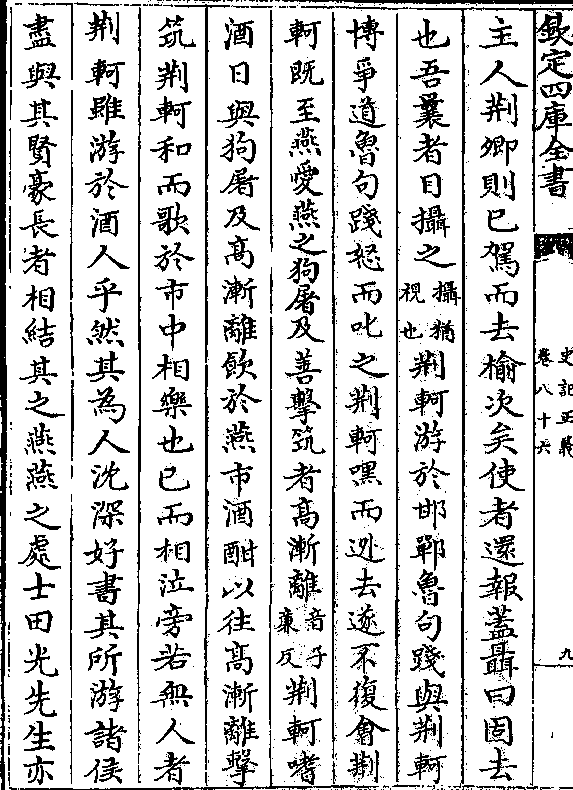 欽定四庫全書
史記正義
卷八十六
九
主人荆卿則已駕而去榆次矣使者還報蓋聶曰固去
也吾曩者目攝之攝猶視也荆軻游於邯鄲魯句踐與荆軻
博爭道魯句踐怒而叱之荆軻嘿而逃去遂不復會荆
軻既至燕愛燕之狗屠及善擊筑者高漸離音子亷反荆軻嗜
酒日與狗屠及高漸離飲於燕市酒酣以往高漸離擊
筑荆軻和而歌於市中相樂也已而相泣旁若無人者
荆軻雖游於酒人乎然其為人沈深好書其所游諸侯
盡與其賢豪長者相結其之燕燕之處士田光先生亦